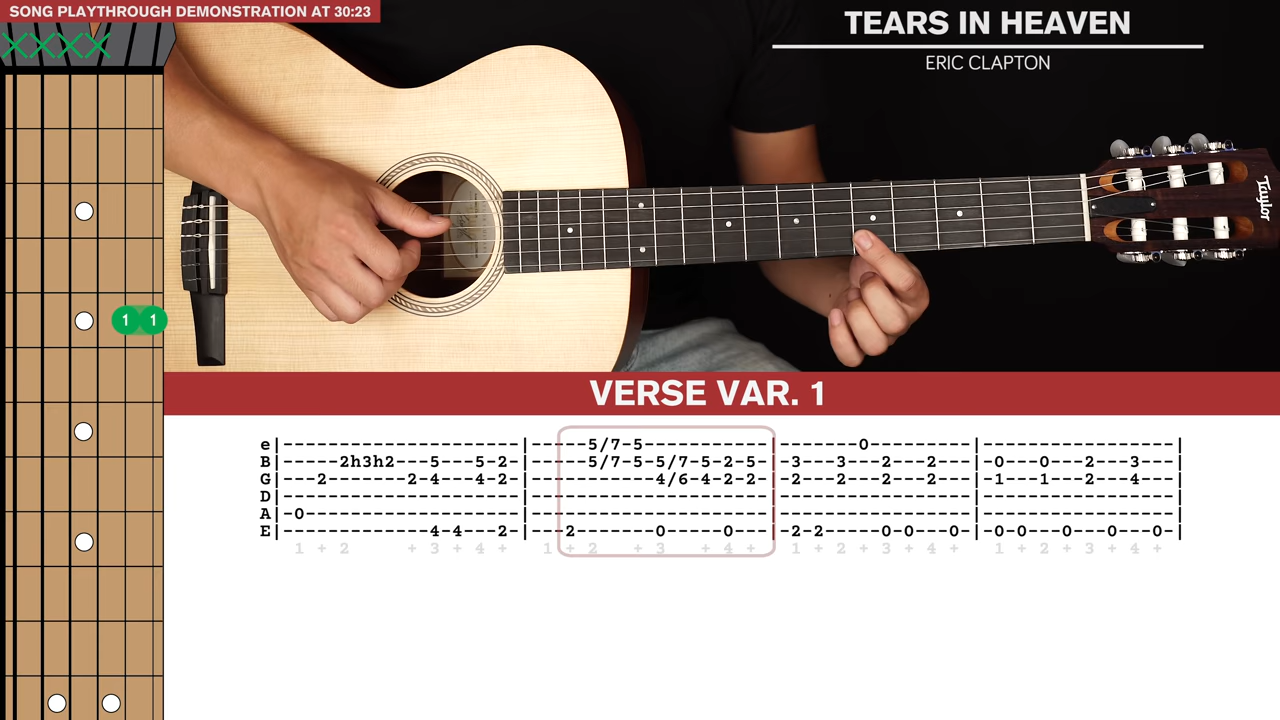 SONG PLAYTHROUGH DEMONSTRATION AT 30:23
TEARS IN HEAVEN
ERIC CLAPTON
XXXX
1 1
Taylor
VERSE VAR. 1
e|---------------------|-----5/7-5-----------|-------0---------|-----------------|
B|-----2h3h2---5---5-2-|-----5/7-5-5/7-5-2-5-|-3---3---2---2---|-0---0---2---3---|
G|---2-------2-4---4-2-|-----------4/6-4-2-2-|-2---2---2---2---|-1---1---2---4---|
D|---------------------|---------------------|-----------------|-----------------|
A|-0-------------------|---------------------|-----------------|-----------------|
E|-------------4-4---2-|---2-------0-----0---|-2-2-----0-0---0-|-0-0---0---0---0-|
1 + 2 + 3 + 4 + 1 + 2 + 3 + 4 + 1 + 2 + 3 + 4 + 1 + 2 + 3 + 4 +